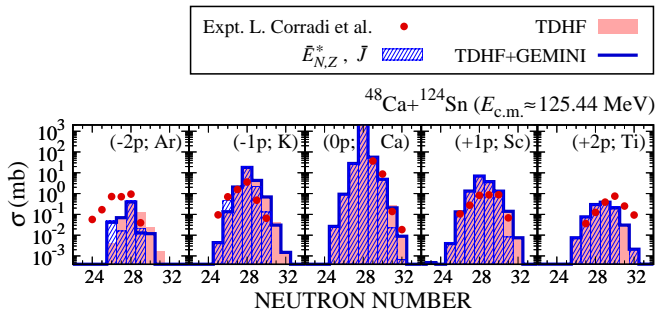 Expt. L. Corradi et al.
TDHF
Ē*N,Z , J̄
TDHF+GEMINI
⁴⁸Ca+¹²⁴Sn (Ec.m.≈125.44 MeV)
(-2p; Ar)
(-1p; K)
(0p; Ca)
(+1p; Sc)
(+2p; Ti)
σ (mb)
10³
10²
10¹
10⁰
10⁻¹
10⁻²
10⁻³
24 28 32 24 28 32 24 28 32 24 28 32 24 28 32
NEUTRON NUMBER